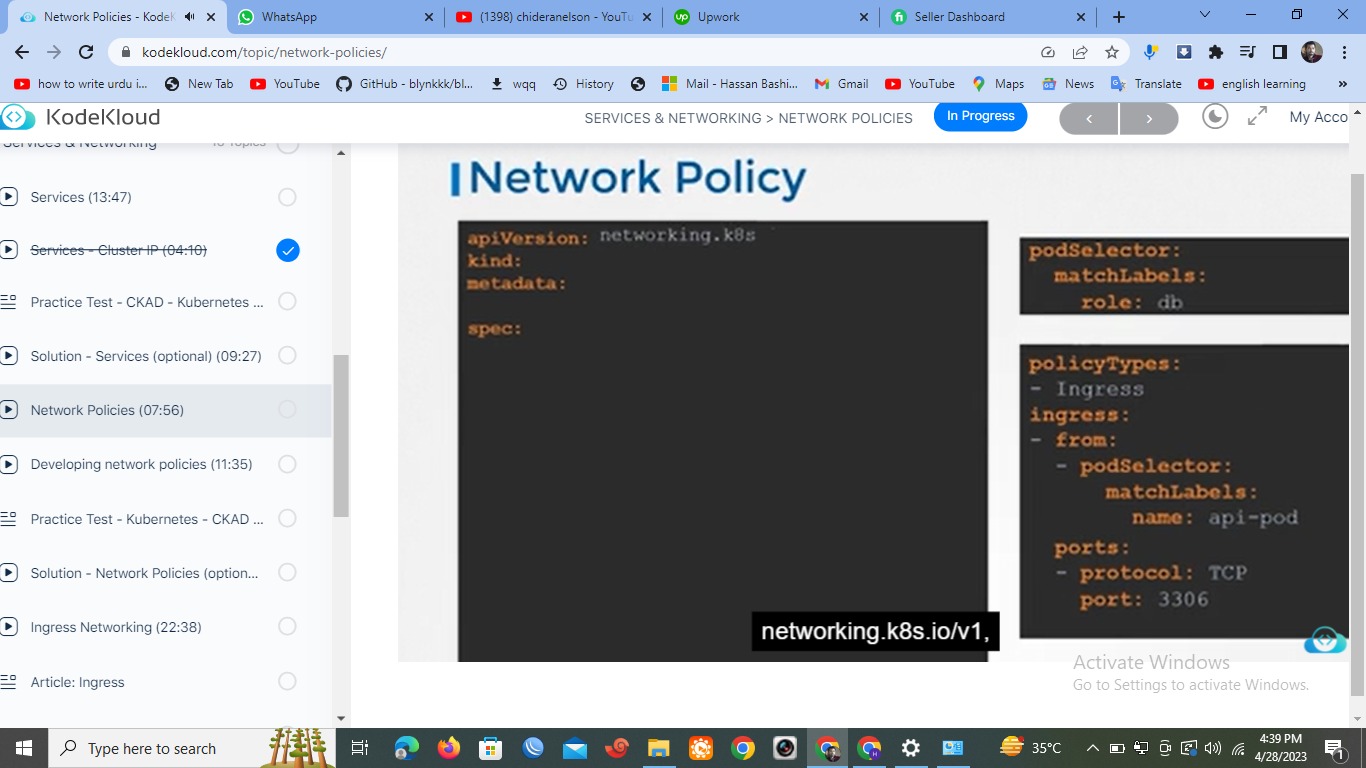 Network Policies - Kodek
WhatsApp
(1398) chideranelson - YouTu
Upwork
Seller Dashboard
kodekloud.com/topic/network-policies/
how to write urdu i...
New Tab
YouTube
GitHub - blynkkk/bl...
wqq
History
Mail - Hassan Bashi...
Gmail
YouTube
Maps
News
Translate
english learning
»
KodeKloud
SERVICES & NETWORKING > NETWORK POLICIES
In Progress
My Acco
Services & Networking
10 Topics
Services (13:47)
Services - Cluster IP (04:10)
Practice Test - CKAD - Kubernetes ...
Solution - Services (optional) (09:27)
Network Policies (07:56)
Developing network policies (11:35)
Practice Test - Kubernetes - CKAD ...
Solution - Network Policies (option...
Ingress Networking (22:38)
Article: Ingress
Network Policy
apiVersion: networking.k8s
kind:
metadata:
spec:
podSelector:
matchLabels:
role: db
policyTypes:
- Ingress
ingress:
- from:
- podSelector:
matchLabels:
name: api-pod
ports:
- protocol: TCP
port: 3306
networking.k8s.io/v1,
Activate Windows
Go to Settings to activate Windows.
Type here to search
35°C
4:39 PM
4/28/2023
1